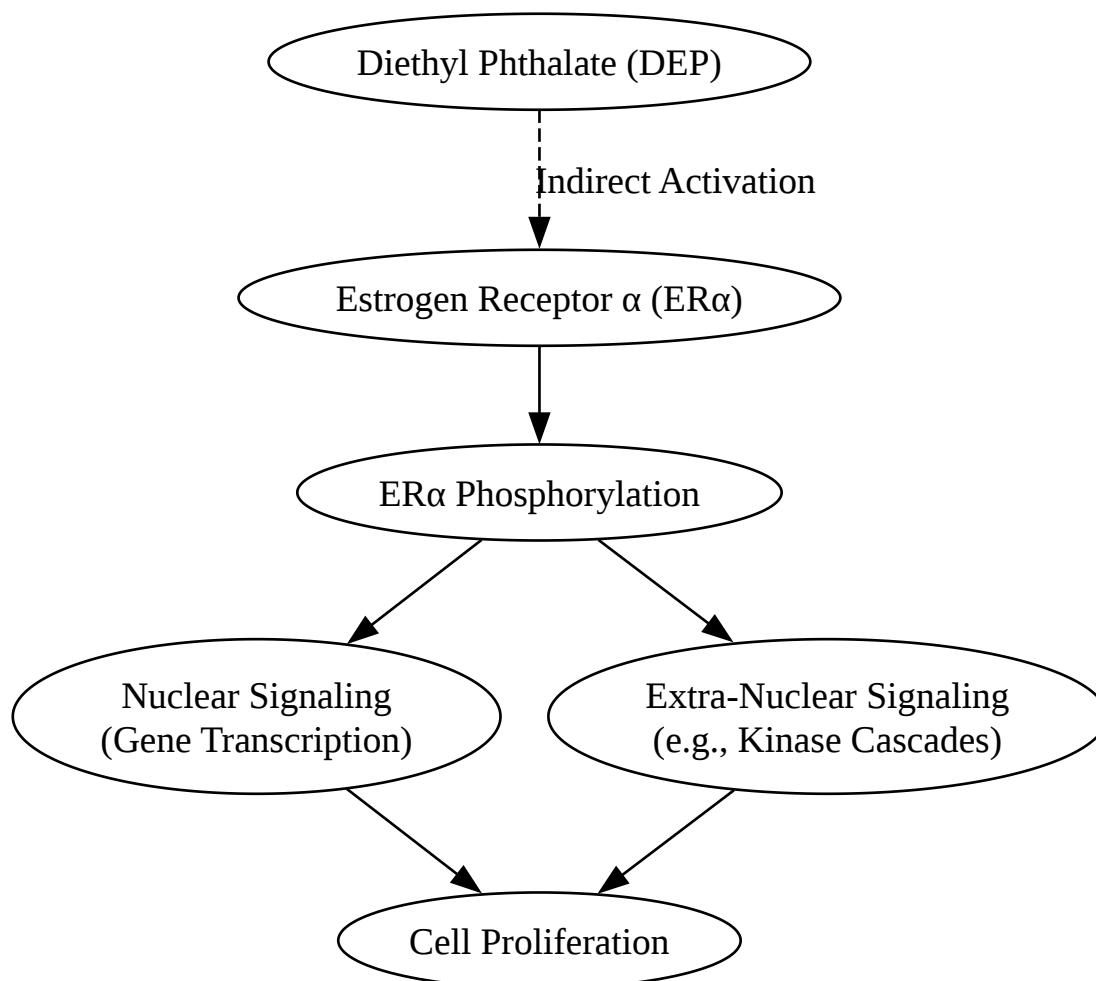 Diethyl Phthalate (DEP)
Indirect Activation
Estrogen Receptor α (ERα)
ERα Phosphorylation
Nuclear Signaling
(Gene Transcription)
Extra-Nuclear Signaling
(e.g., Kinase Cascades)
Cell Proliferation